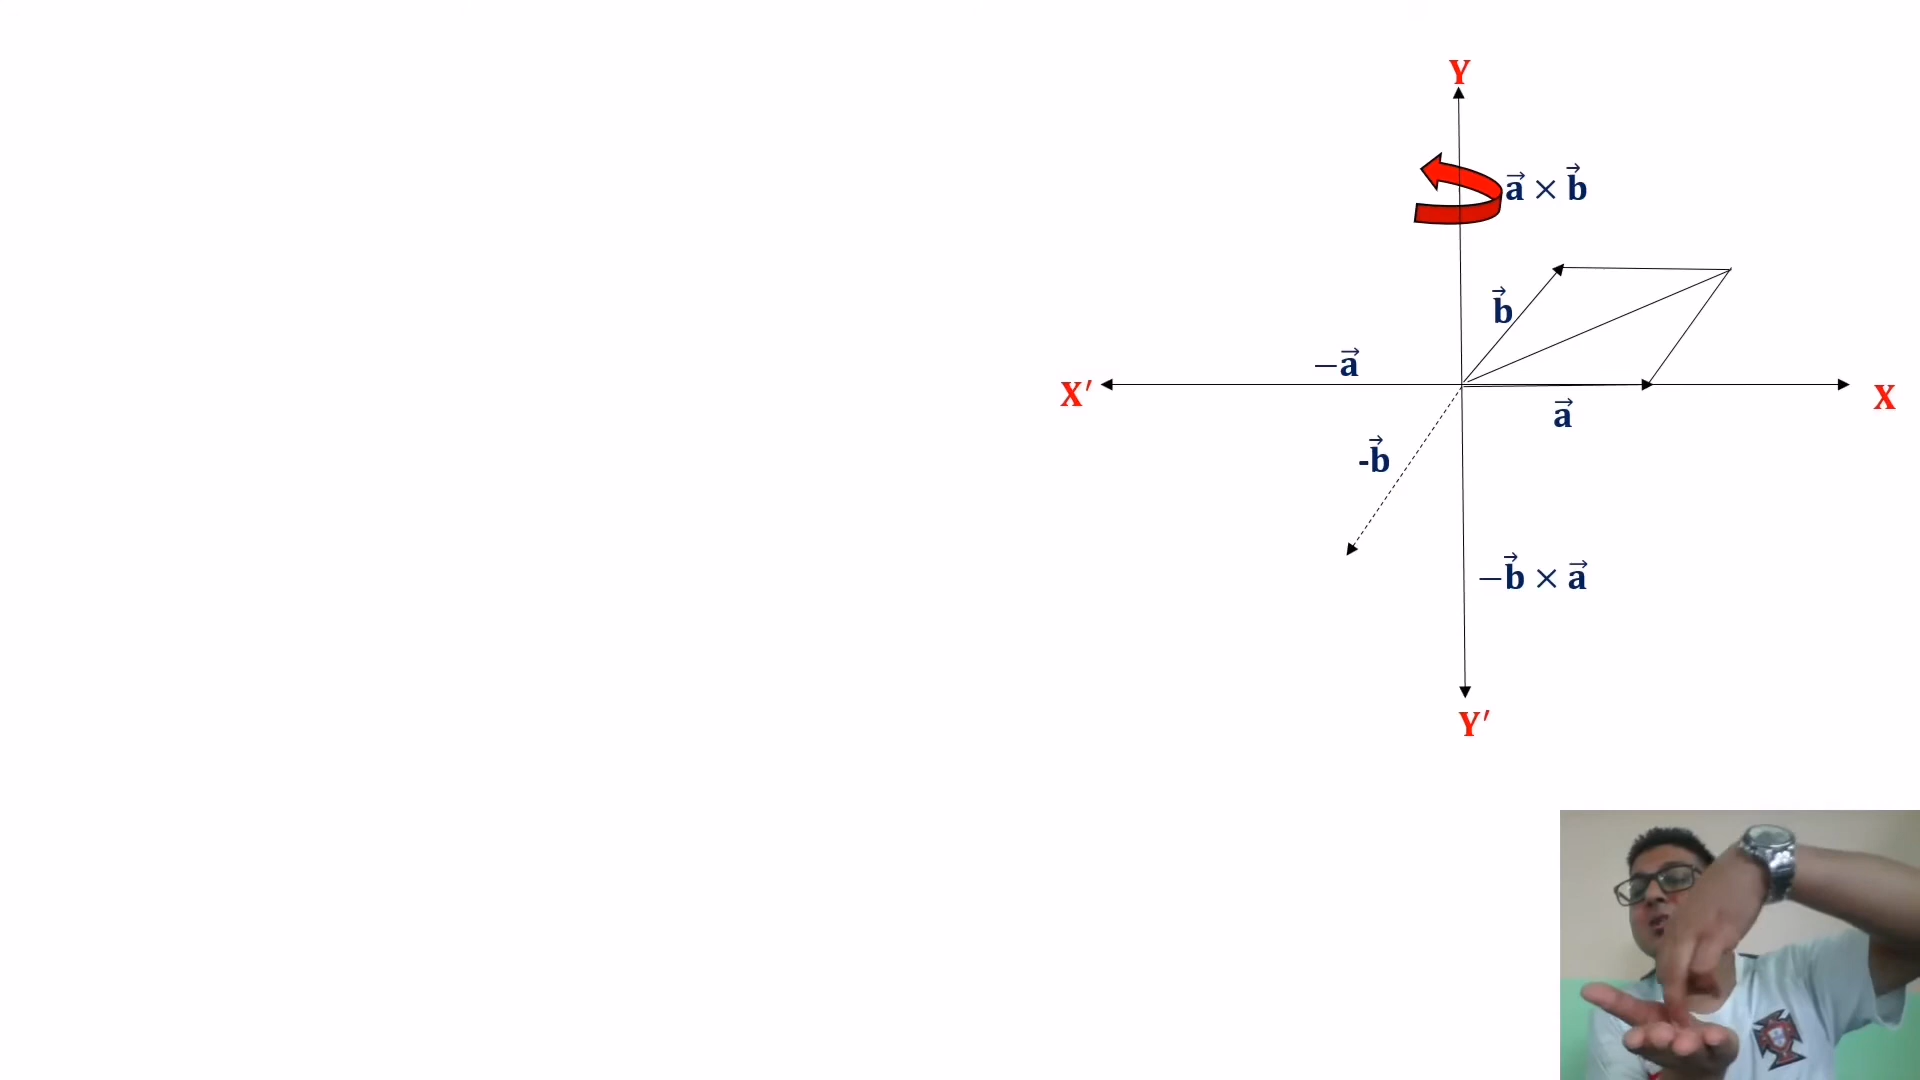 Y
a⃗ × b⃗
b⃗
−a⃗
X′
X
a⃗
-b⃗
−b⃗ × a⃗
Y′